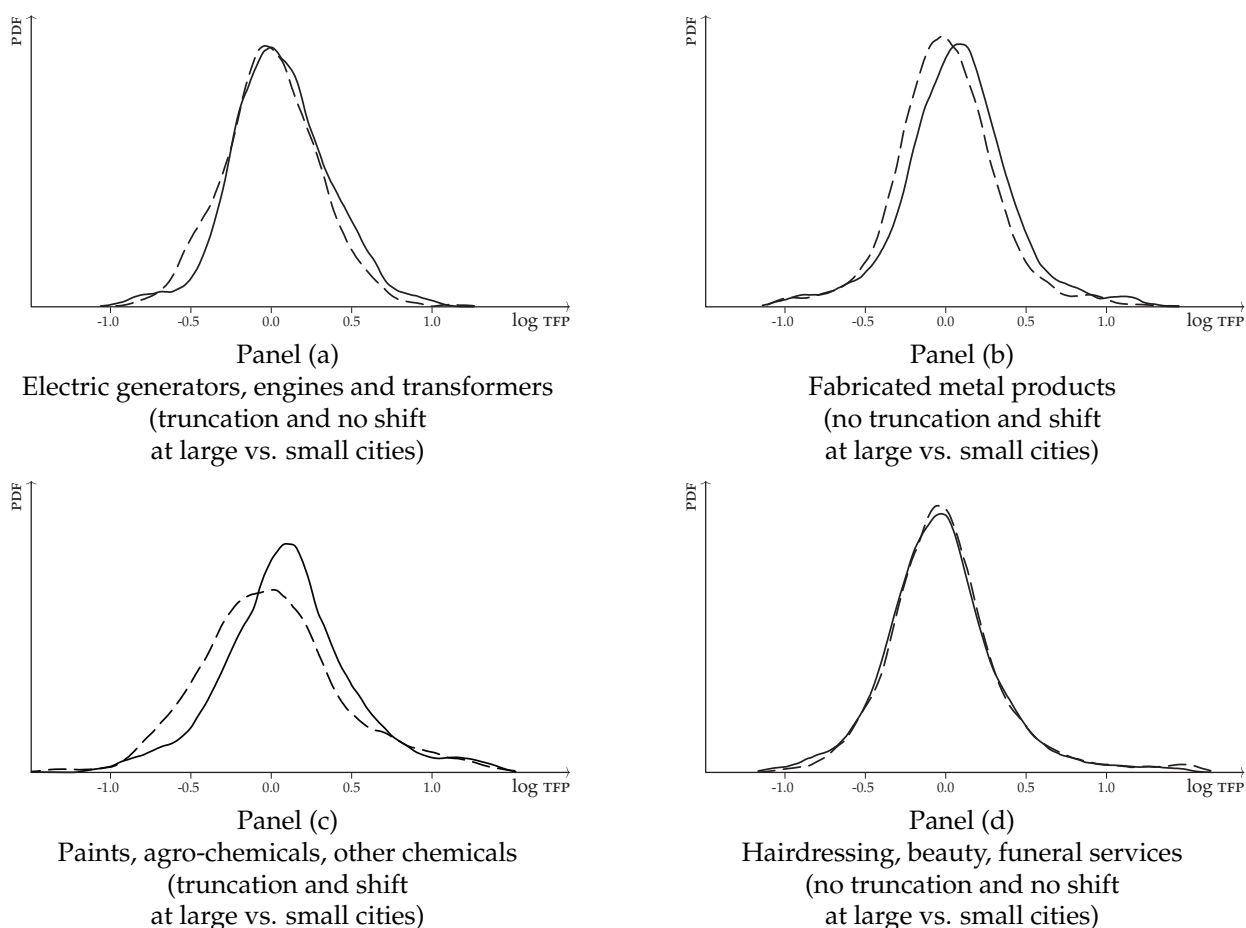 PDF
-1.0 -0.5 0.0 0.5 1.0 log TFP
Panel (a)
Electric generators, engines and transformers
(truncation and no shift
at large vs. small cities)
PDF
-1.0 -0.5 0.0 0.5 1.0 log TFP
Panel (b)
Fabricated metal products
(no truncation and shift
at large vs. small cities)
PDF
-1.0 -0.5 0.0 0.5 1.0 log TFP
Panel (c)
Paints, agro-chemicals, other chemicals
(truncation and shift
at large vs. small cities)
PDF
-1.0 -0.5 0.0 0.5 1.0 log TFP
Panel (d)
Hairdressing, beauty, funeral services
(no truncation and no shift
at large vs. small cities)